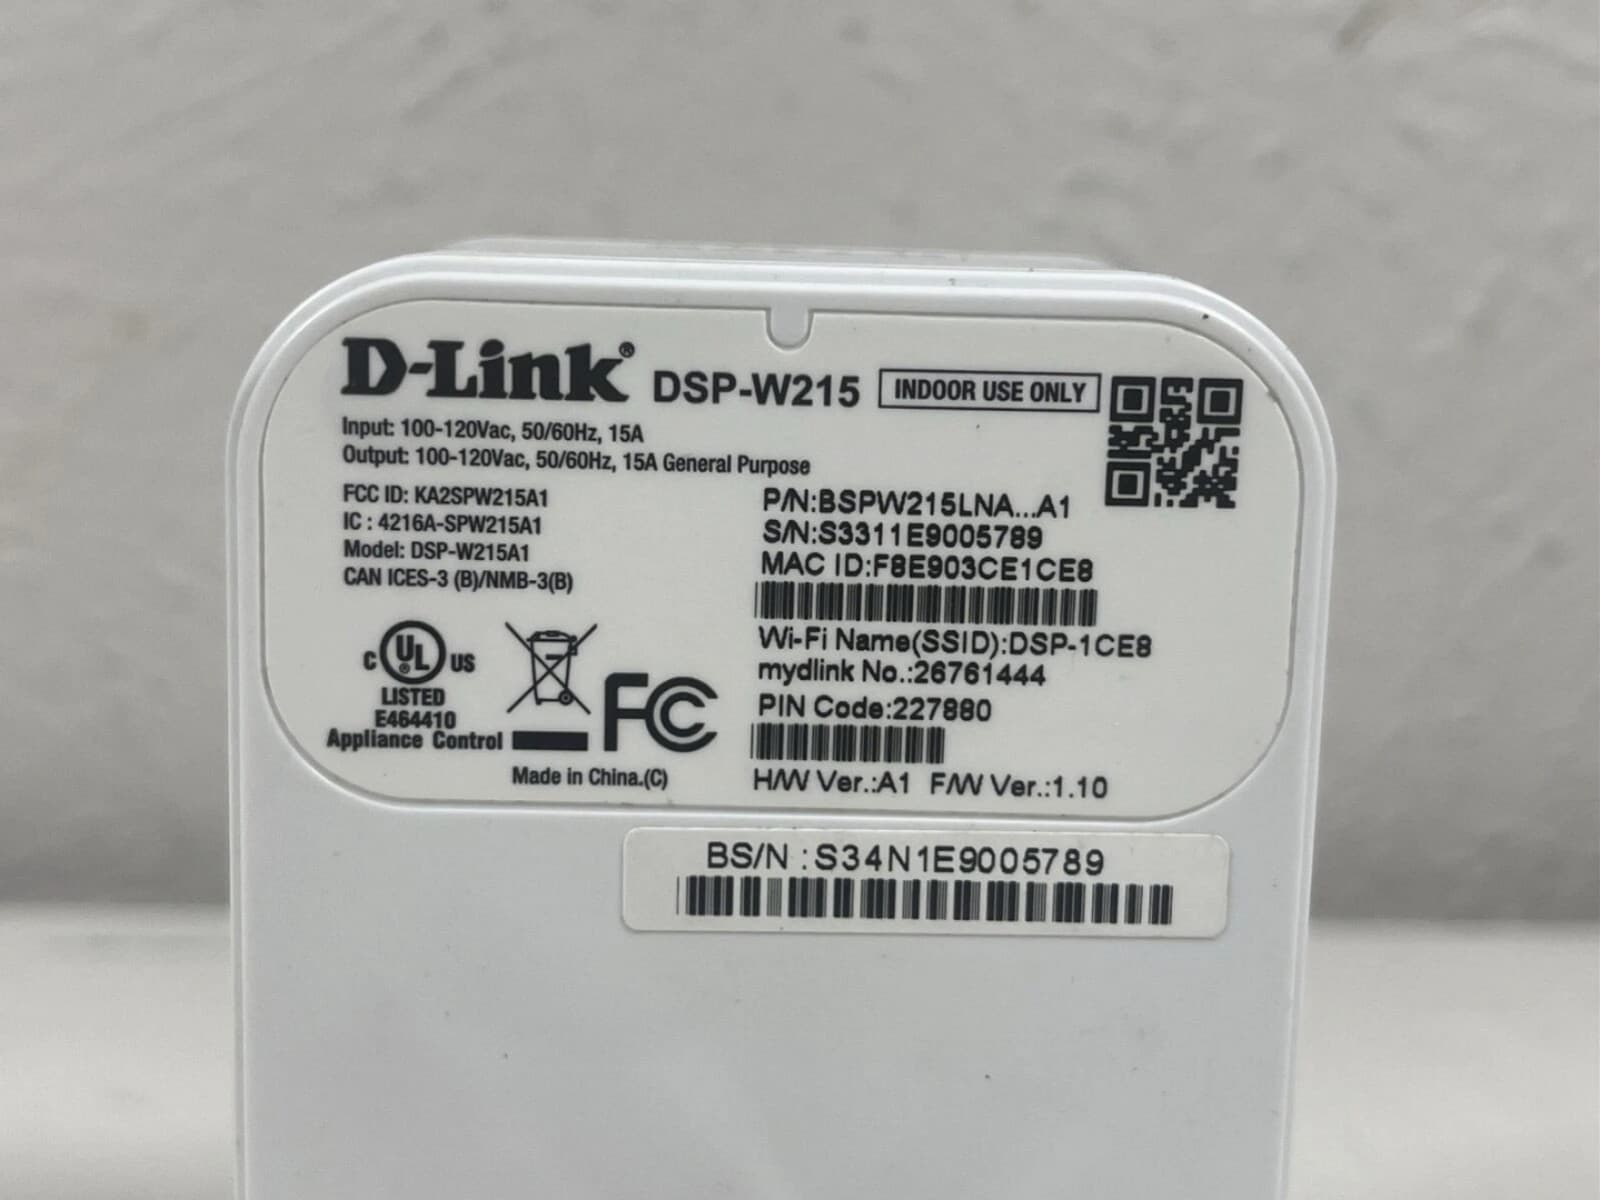 D-Link® DSP-W215 INDOOR USE ONLY
Input: 100-120Vac, 50/60Hz, 15A
Output: 100-120Vac, 50/60Hz, 15A General Purpose
FCC ID: KA2SPW215A1
IC : 4216A-SPW215A1
Model: DSP-W215A1
CAN ICES-3 (B)/NMB-3(B)
C UL® US
LISTED
E464410
Appliance Control
FC
Made in China.(C)
P/N:BSPW215LNA...A1
S/N:S3311E9005789
MAC ID:F8E903CE1CE8
Wi-Fi Name(SSID):DSP-1CE8
mydlink No.:26761444
PIN Code:227880
H/W Ver.:A1 F/W Ver.:1.10
BS/N :S34N1E9005789